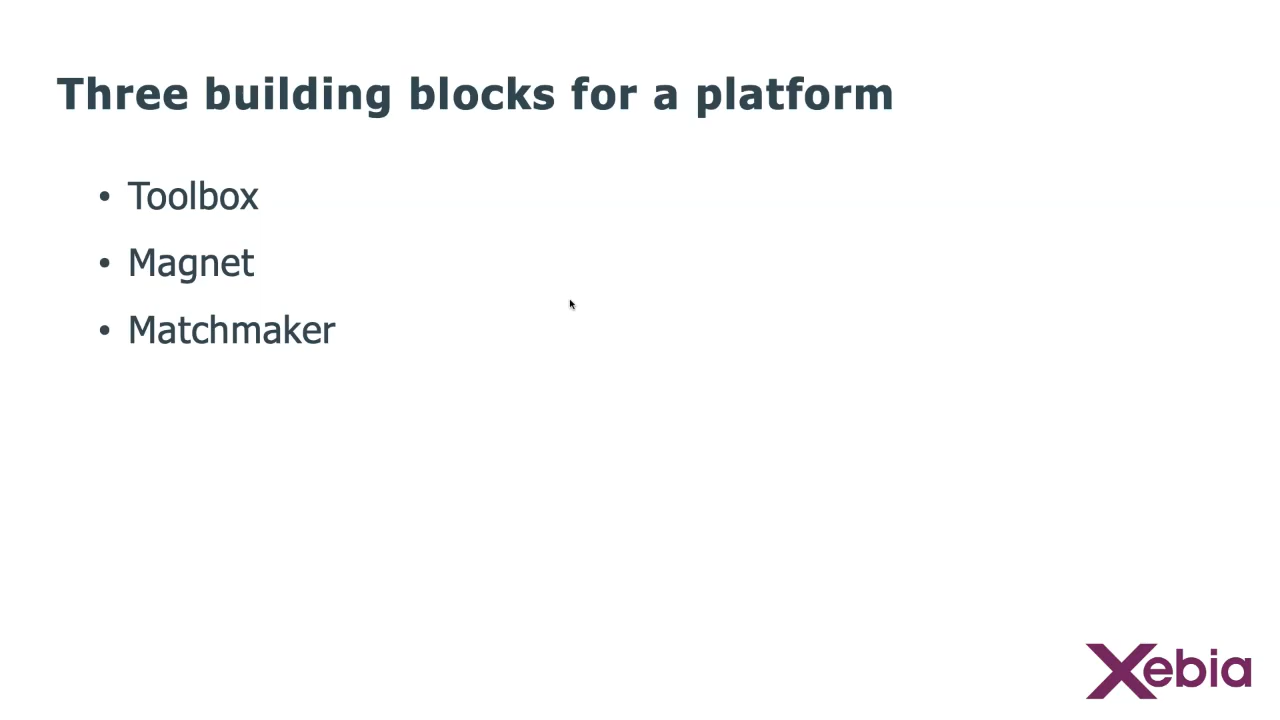 Three building blocks for a platform
• Toolbox
• Magnet
• Matchmaker
Xebia